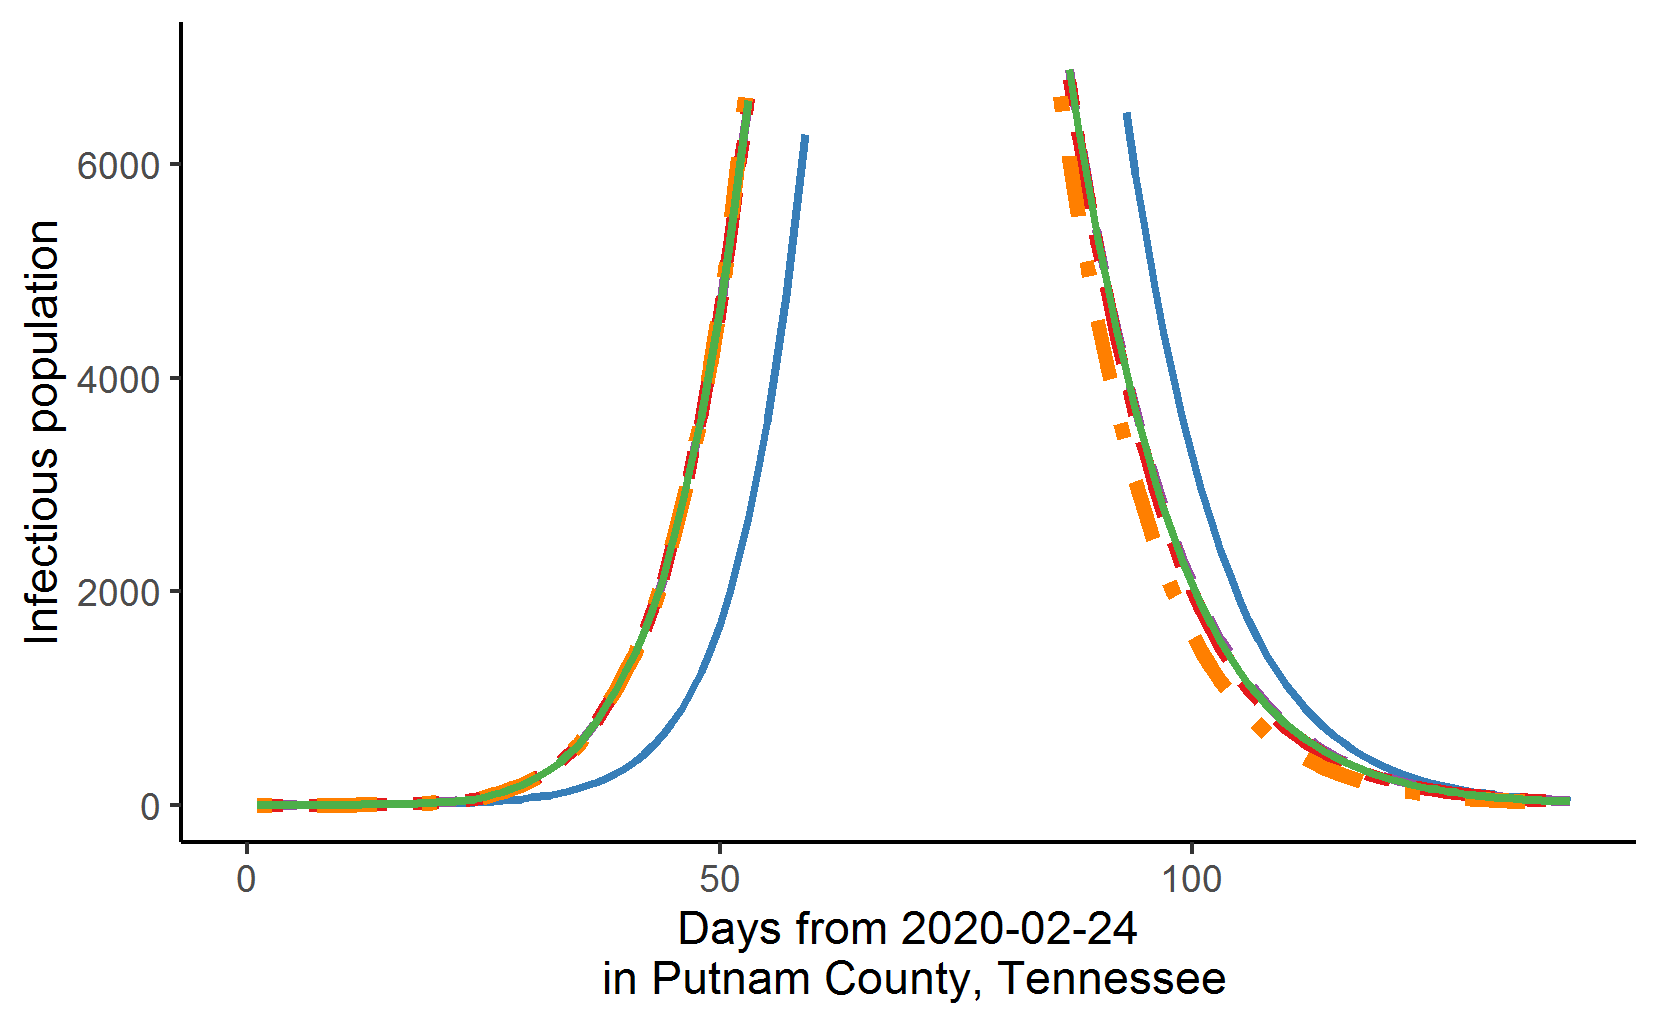 Infectious population
6000
4000
2000
0
0 50 100
Days from 2020-02-24
in Putnam County, Tennessee